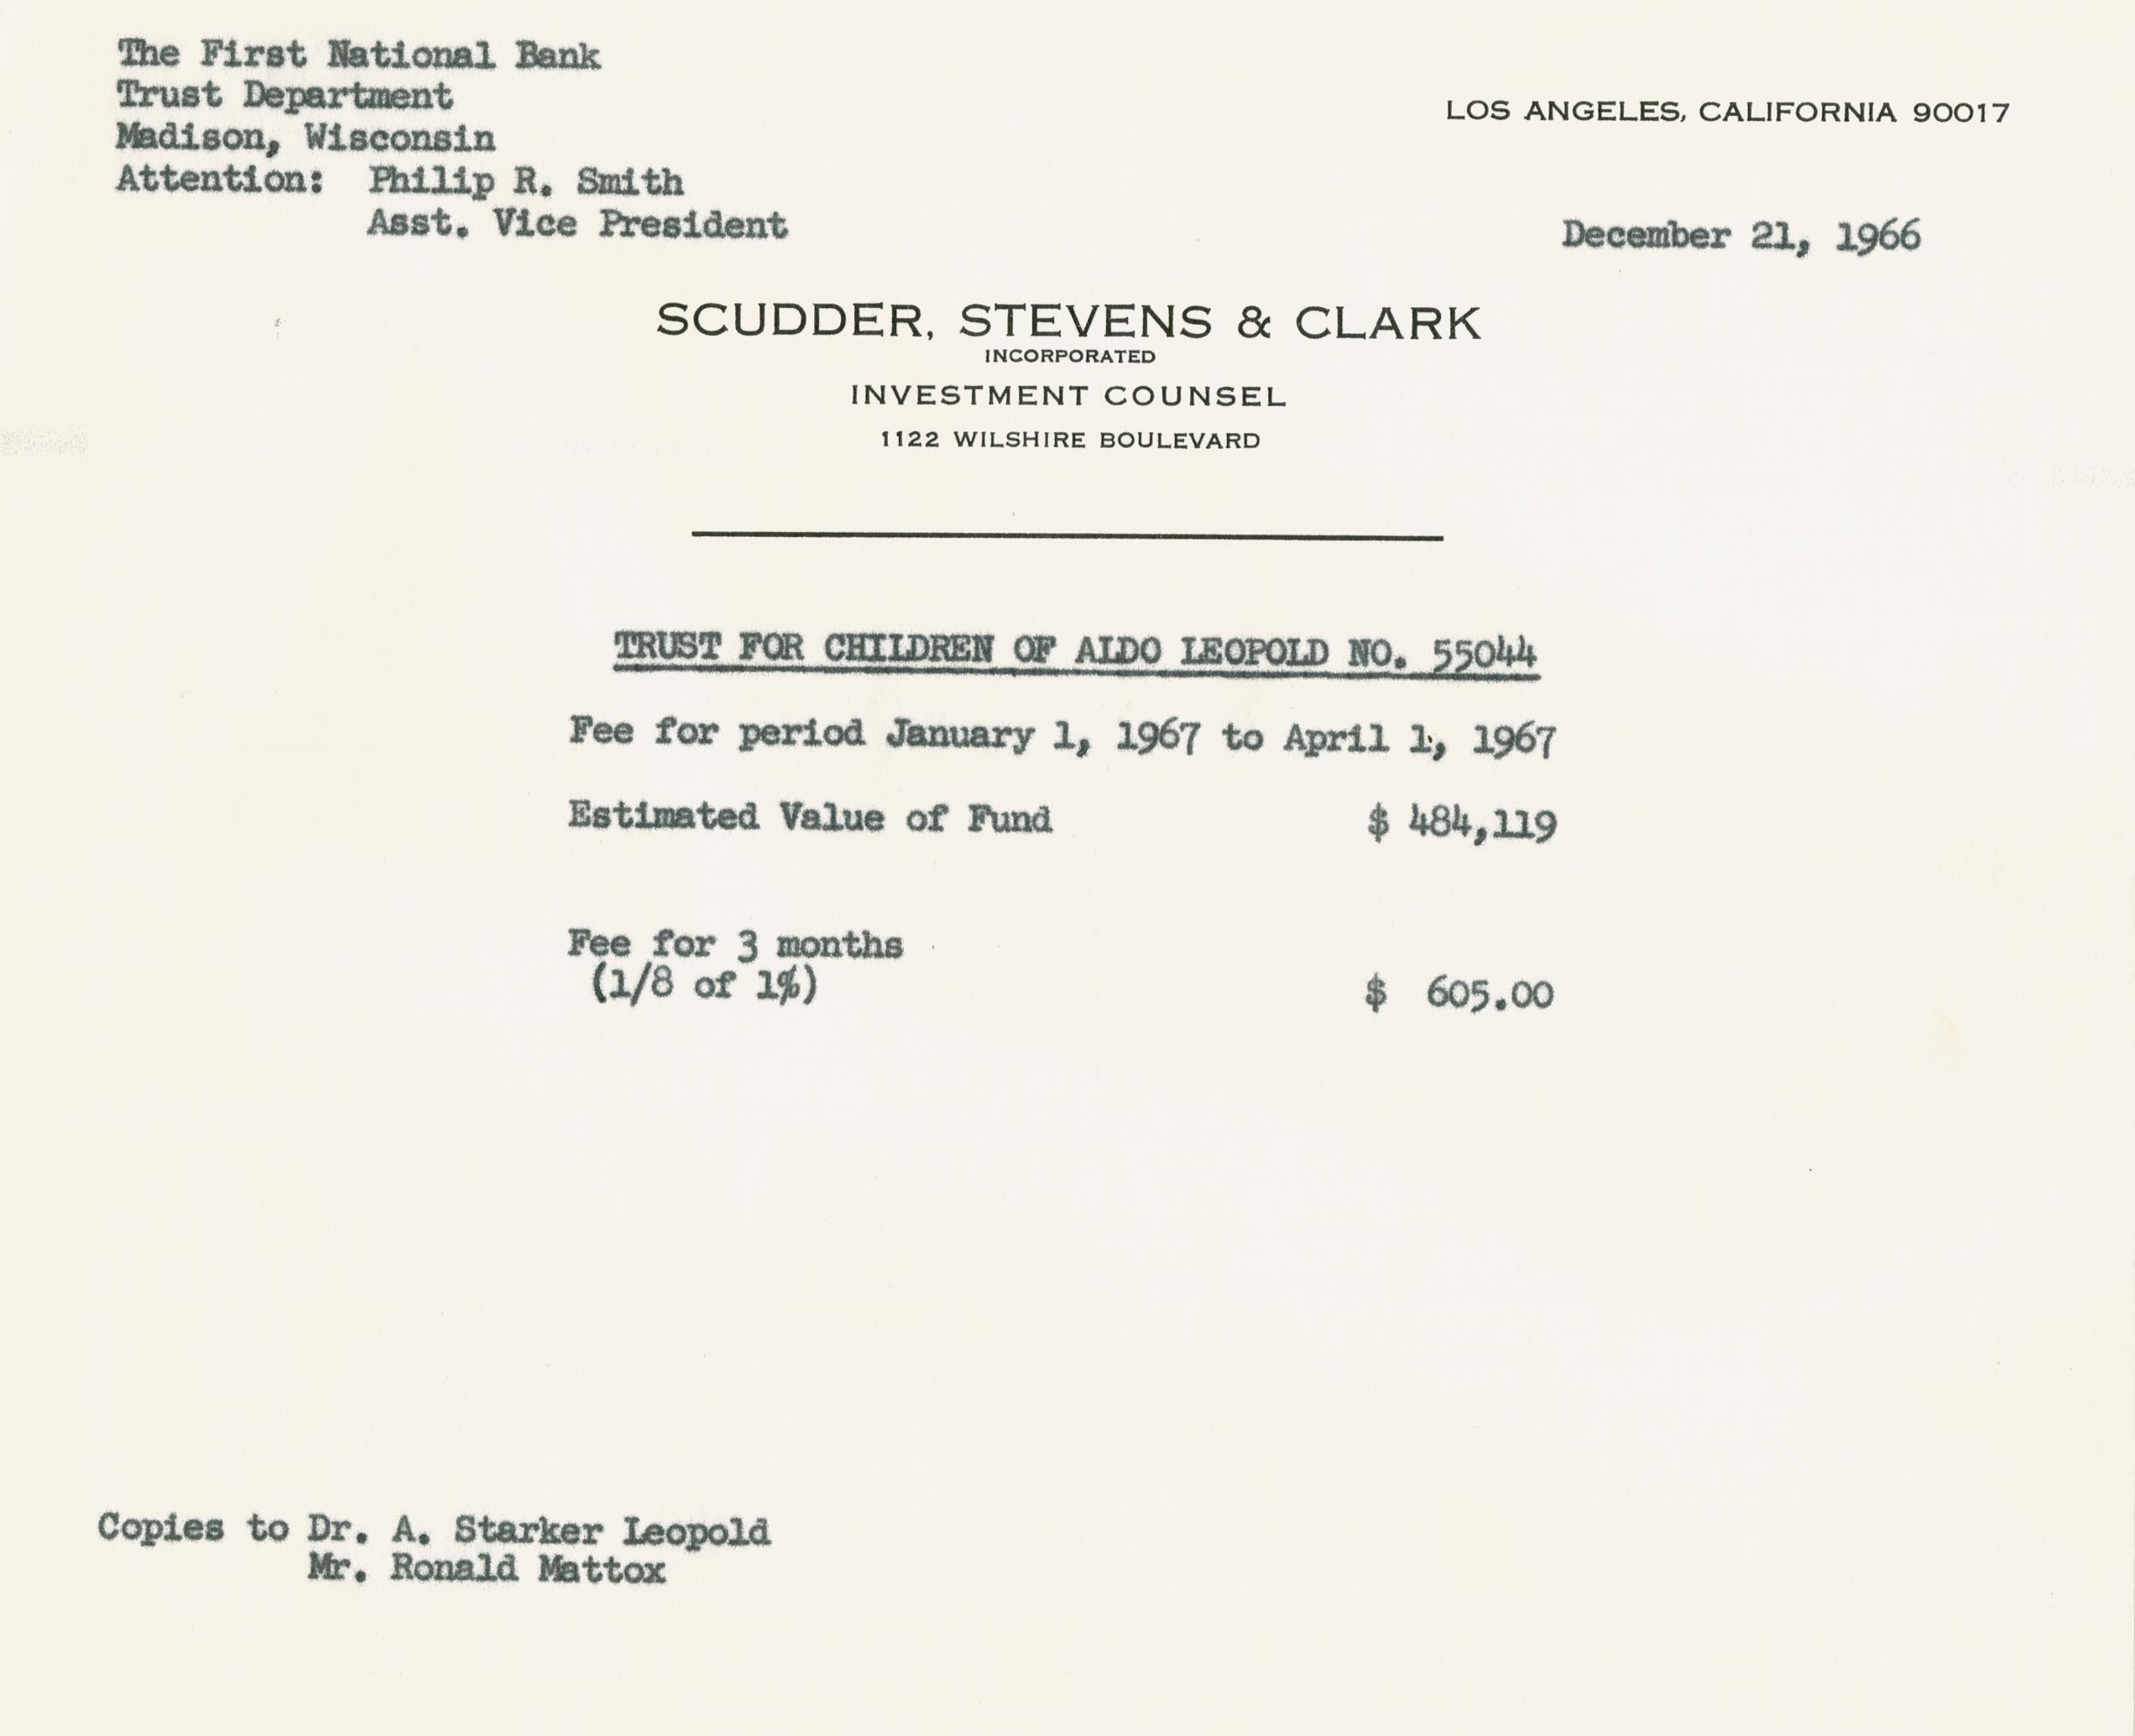 The First National Bank
Trust Department
Madison, Wisconsin
Attention: Philip R. Smith
Asst. Vice President
LOS ANGELES, CALIFORNIA 90017
December 21, 1966
SCUDDER, STEVENS & CLARK
INCORPORATED
INVESTMENT COUNSEL
1122 WILSHIRE BOULEVARD
TRUST FOR CHILDREN OF ALDO LEOPOLD NO. 55044
Fee for period January 1, 1967 to April 1, 1967
Estimated Value of Fund $ 484,119
Fee for 3 months
(1/8 of 1%) $ 605.00
Copies to Dr. A. Starker Leopold
Mr. Ronald Mattox